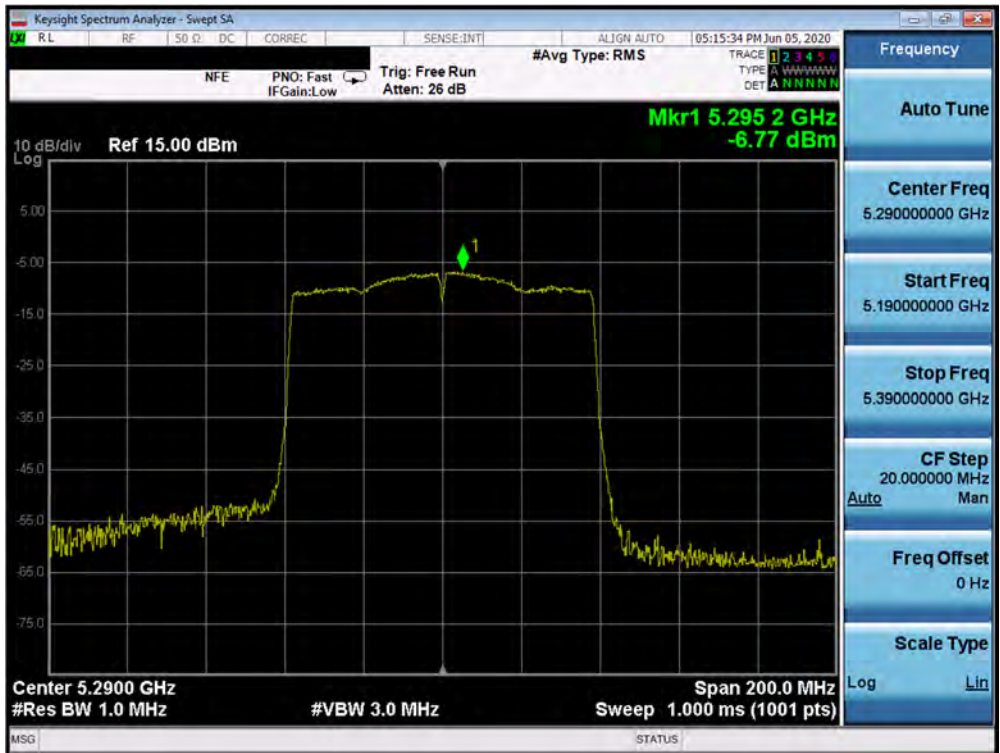 Keysight Spectrum Analyzer - Swept SA
LXI RL RF 50 Ω DC CORREC SENSE:INT ALIGN AUTO 05:15:34 PM Jun 05, 2020
#Avg Type: RMS
TRACE 1 2 3 4 5 6
NFE PNO: Fast Trig: Free Run TYPE A WWWWW
IFGain:Low Atten: 26 dB DET A N N N N N
Mkr1 5.295 2 GHz
-6.77 dBm
10 dB/div Ref 15.00 dBm
Log
5.00
-5.00
-15.0
-25.0
-35.0
-45.0
-55.0
-65.0
-75.0
1
Center 5.2900 GHz Span 200.0 MHz
#Res BW 1.0 MHz #VBW 3.0 MHz Sweep 1.000 ms (1001 pts)
MSG STATUS
Frequency
Auto Tune
Center Freq
5.290000000 GHz
Start Freq
5.190000000 GHz
Stop Freq
5.390000000 GHz
CF Step
20.000000 MHz
Auto Man
Freq Offset
0 Hz
Scale Type
Log Lin